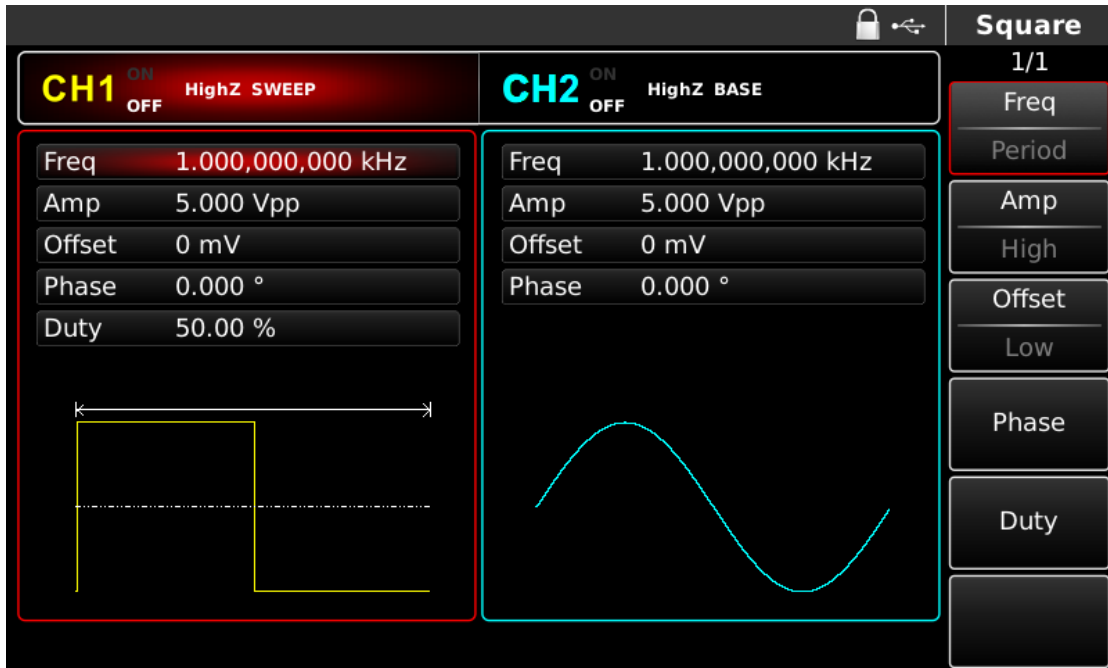 Square
1/1
CH1 ON OFF HighZ SWEEP
CH2 ON OFF HighZ BASE
Freq 1.000,000,000 kHz
Amp 5.000 Vpp
Offset 0 mV
Phase 0.000 °
Duty 50.00 %
Freq 1.000,000,000 kHz
Amp 5.000 Vpp
Offset 0 mV
Phase 0.000 °
Freq
Period
Amp
High
Offset
Low
Phase
Duty